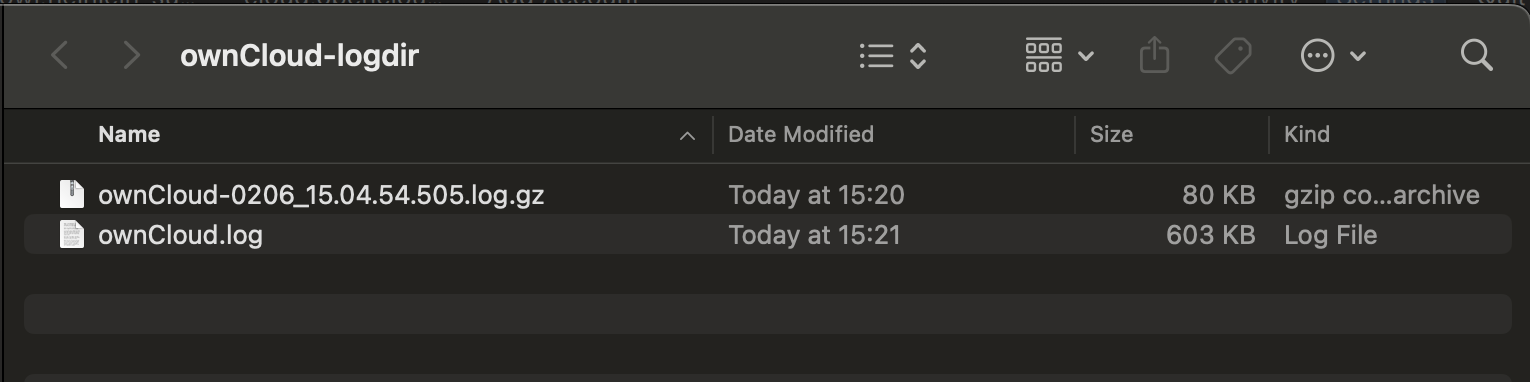 ownCloud-logdir
Name Date Modified Size Kind
ownCloud-0206_15.04.54.505.log.gz Today at 15:20 80 KB gzip co...archive
ownCloud.log Today at 15:21 603 KB Log File